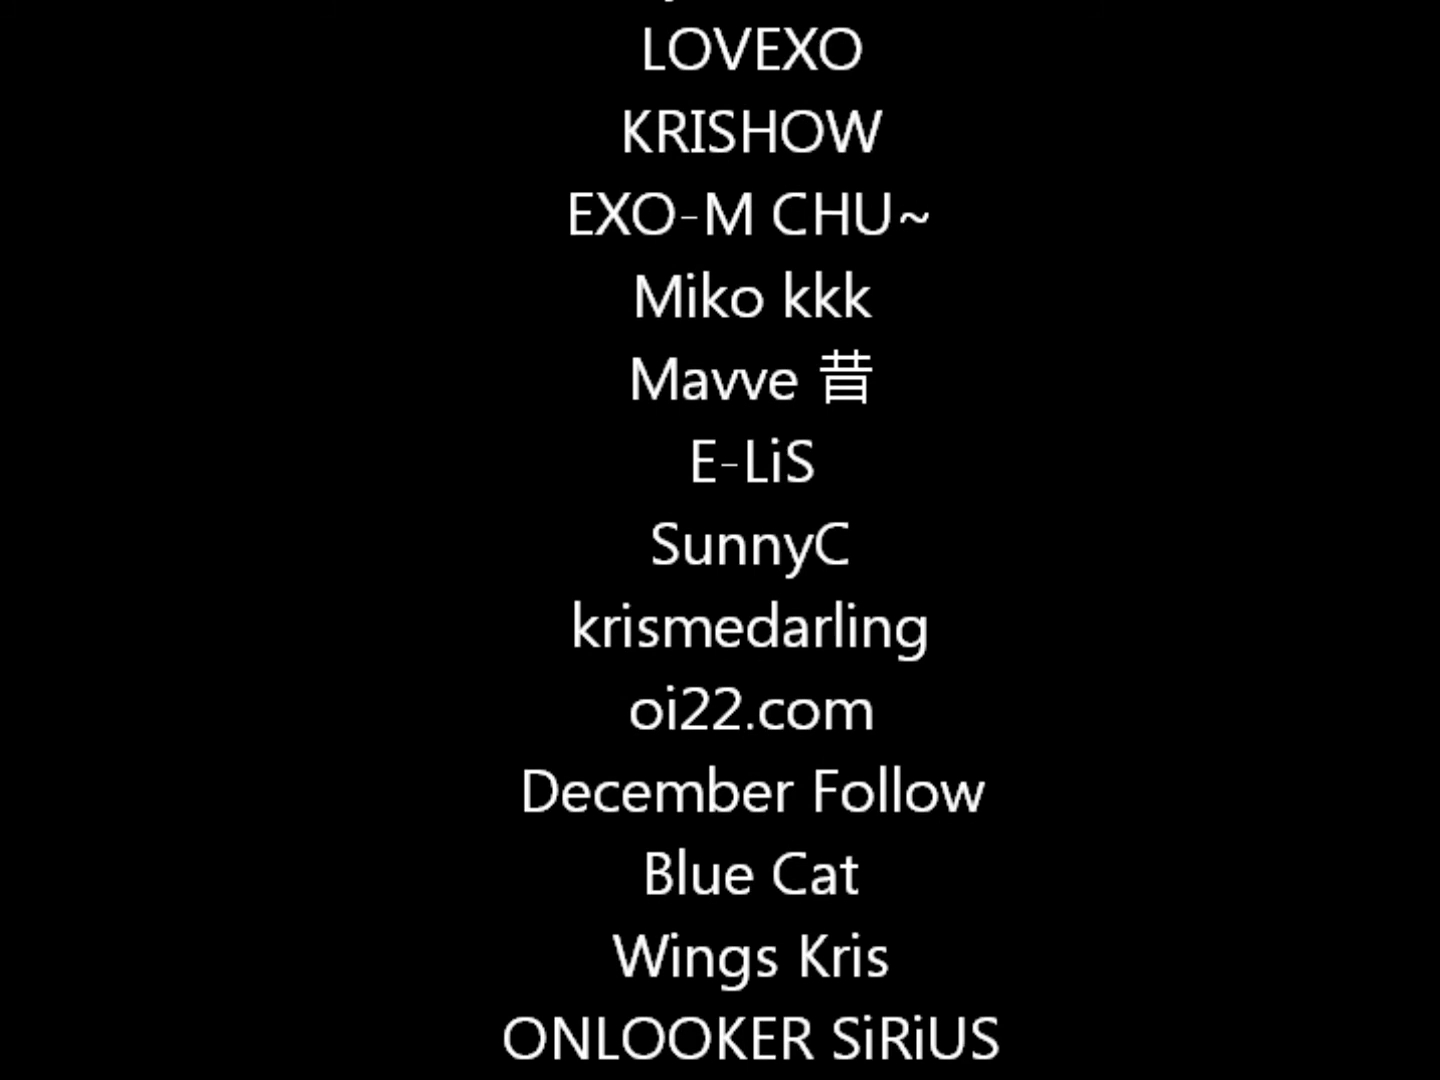 LOVEXO
KRISHOW
EXO-M CHU~
Miko kkk
Mavve 昔
E-LiS
SunnyC
krismedarling
oi22.com
December Follow
Blue Cat
Wings Kris
ONLOOKER SiRiUS